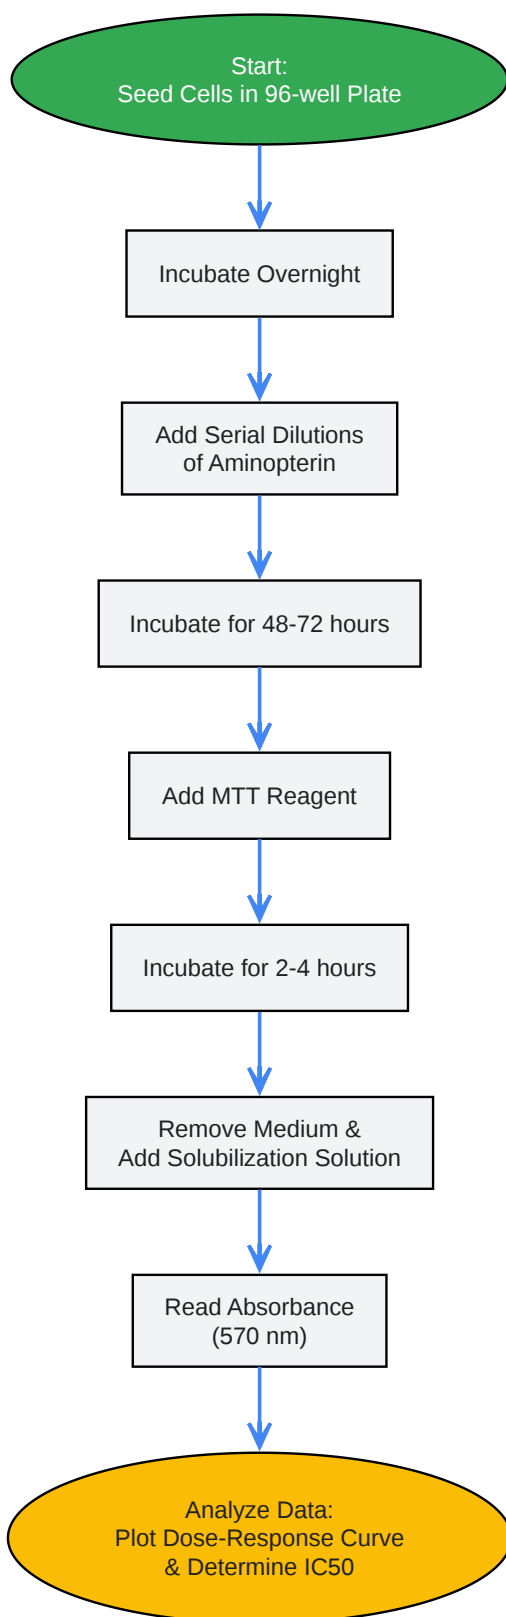 Start:
Seed Cells in 96-well Plate
Incubate Overnight
Add Serial Dilutions
of Aminopterin
Incubate for 48-72 hours
Add MTT Reagent
Incubate for 2-4 hours
Remove Medium &
Add Solubilization Solution
Read Absorbance
(570 nm)
Analyze Data:
Plot Dose-Response Curve
& Determine IC50